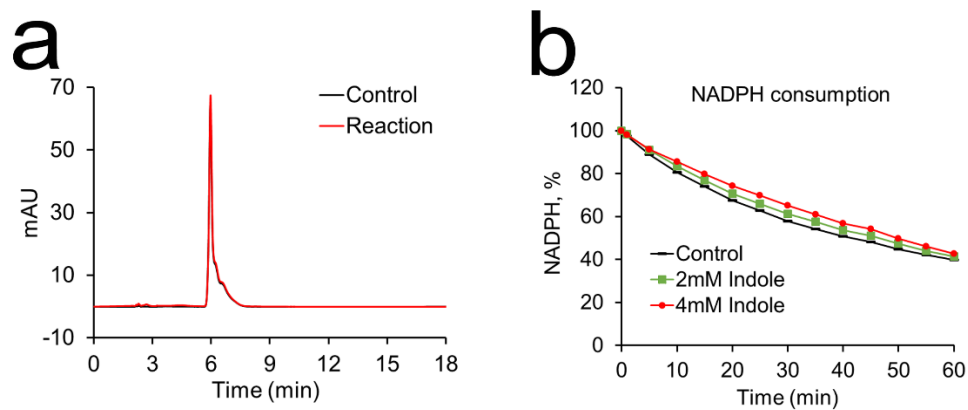 a
mAU
70
50
30
10
-10
Control
Reaction
0 3 6 9 12 15 18
Time (min)
b
NADPH consumption
NADPH, %
120
100
80
60
40
20
0
Control
2mM Indole
4mM Indole
0 10 20 30 40 50 60
Time (min)